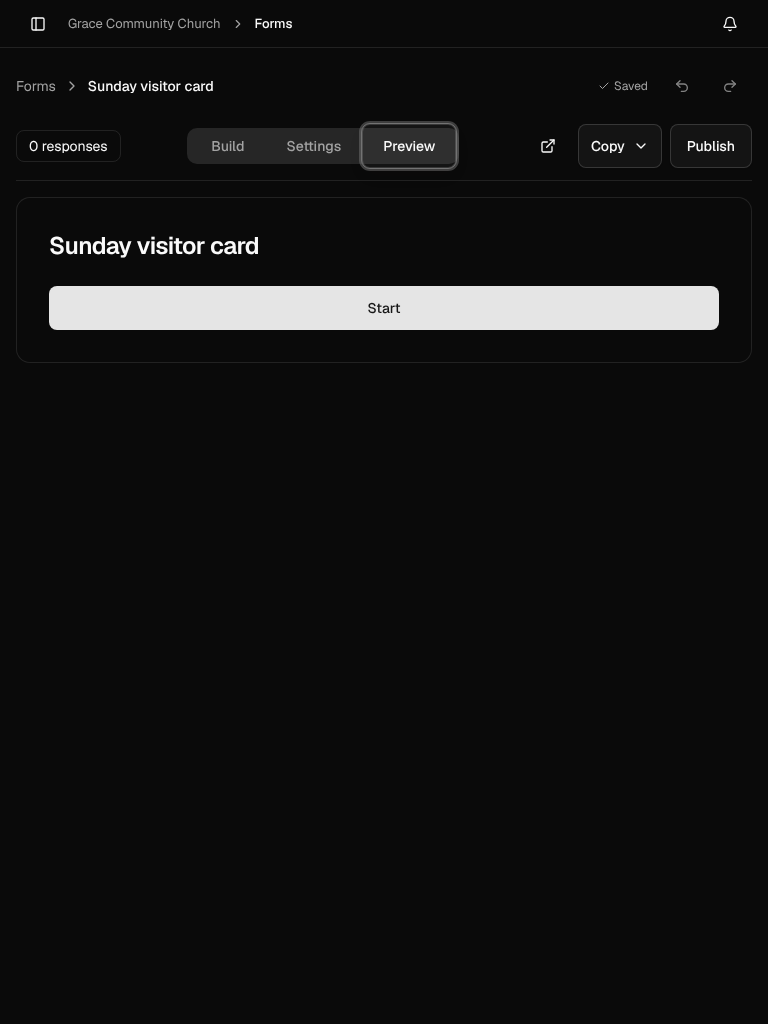 Grace Community Church > Forms
Forms > Sunday visitor card
Saved
0 responses
Build
Settings
Preview
Copy
Publish
Sunday visitor card
Start